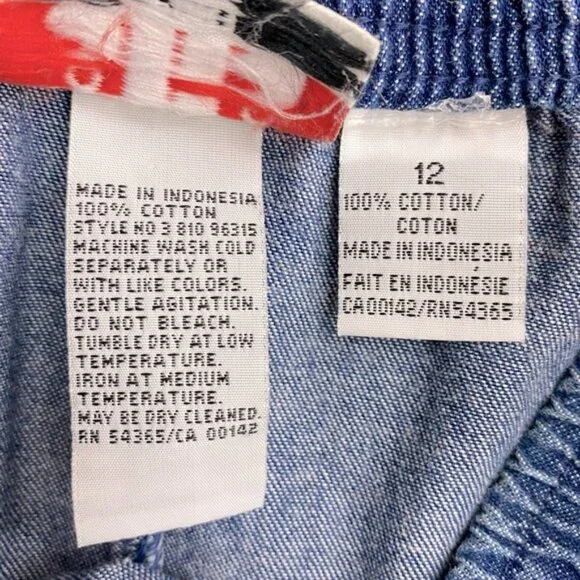 MADE IN INDONESIA
100% COTTON
STYLE NO 3 810 96315
MACHINE WASH COLD
SEPARATELY OR
WITH LIKE COLORS.
GENTLE AGITATION.
DO NOT BLEACH.
TUMBLE DRY AT LOW
TEMPERATURE.
IRON AT MEDIUM
TEMPERATURE.
MAY BE DRY CLEANED.
RN 54365/CA 00142
12
100% COTTON/
COTON
MADE IN INDONESIA
FAIT EN INDONÉSIE
CA00142/RN54365